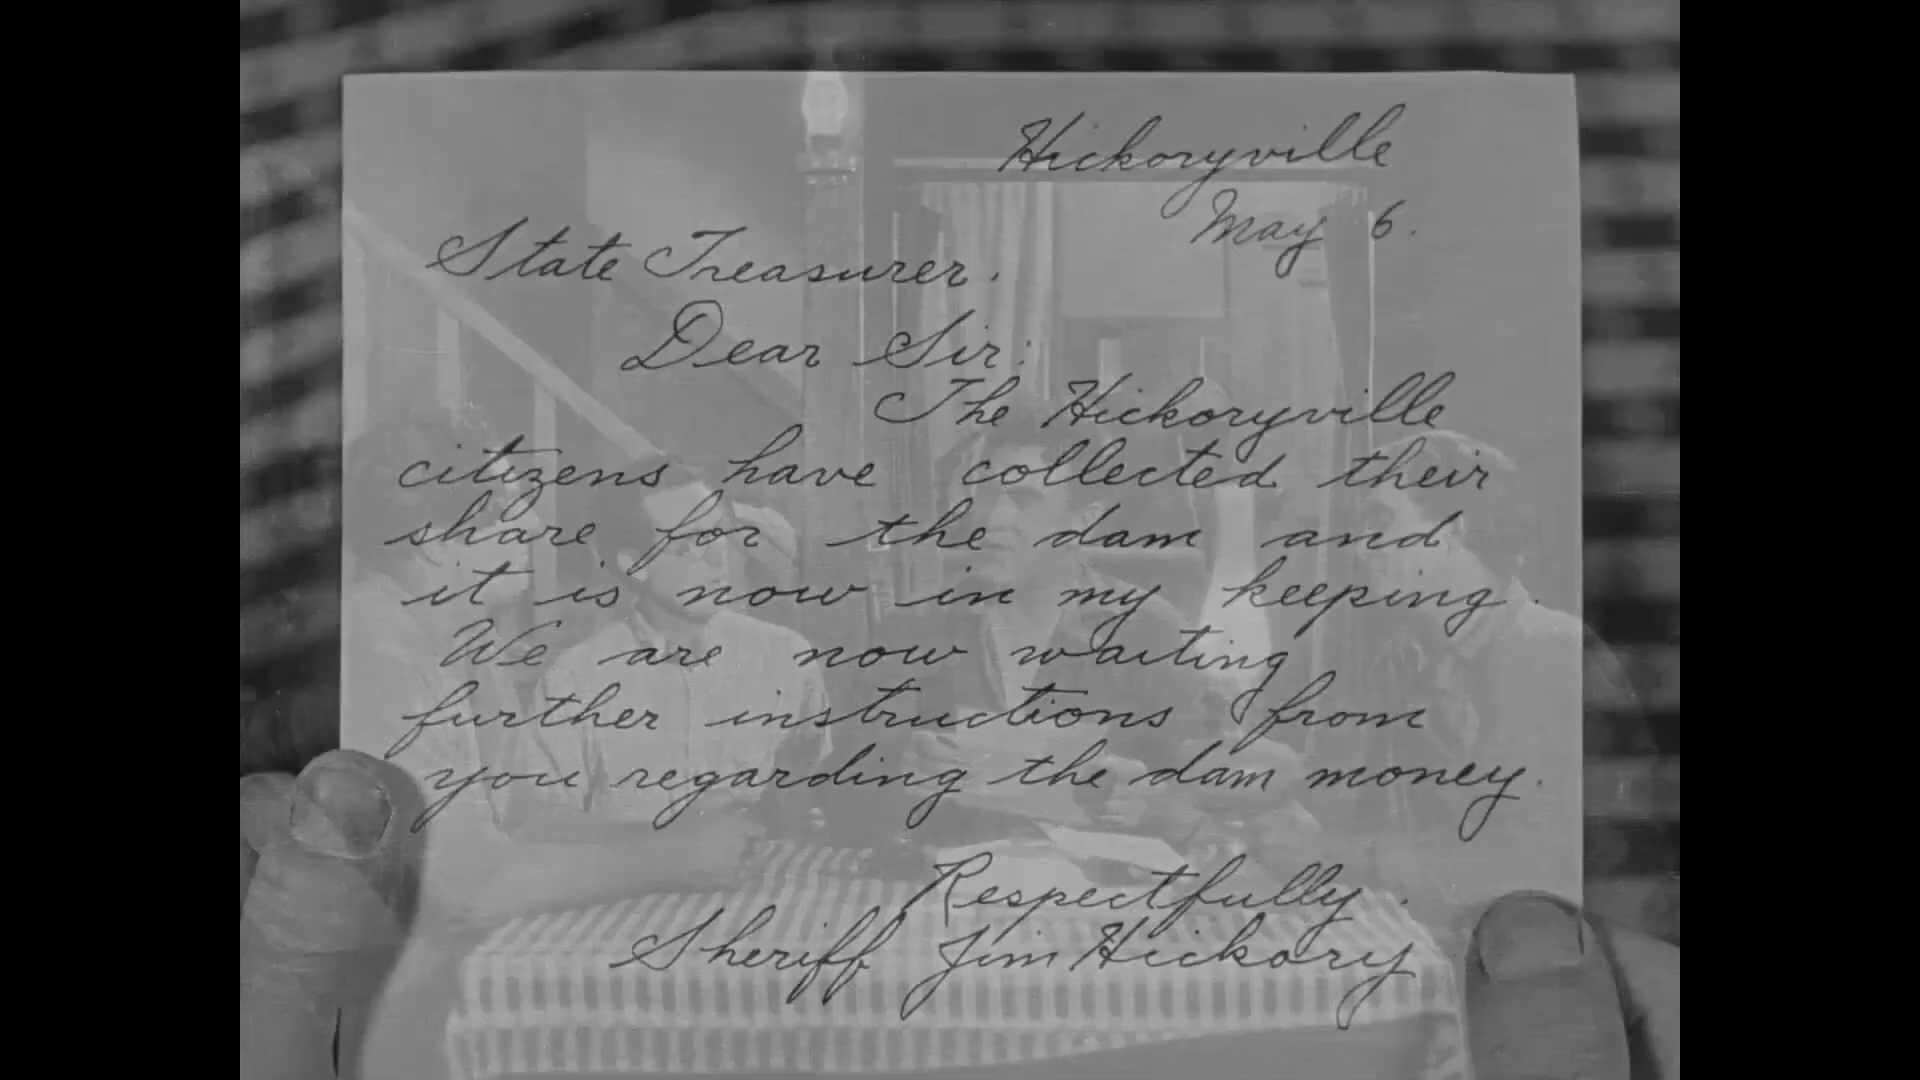 Hickoryville
May 6.
State Treasurer.
Dear Sir:
The Hickoryville
citizens have collected their
share for the dam and
it is now in my keeping.
We are now waiting
further instructions from
you regarding the dam money.
Respectfully.
Sheriff Jim Hickory